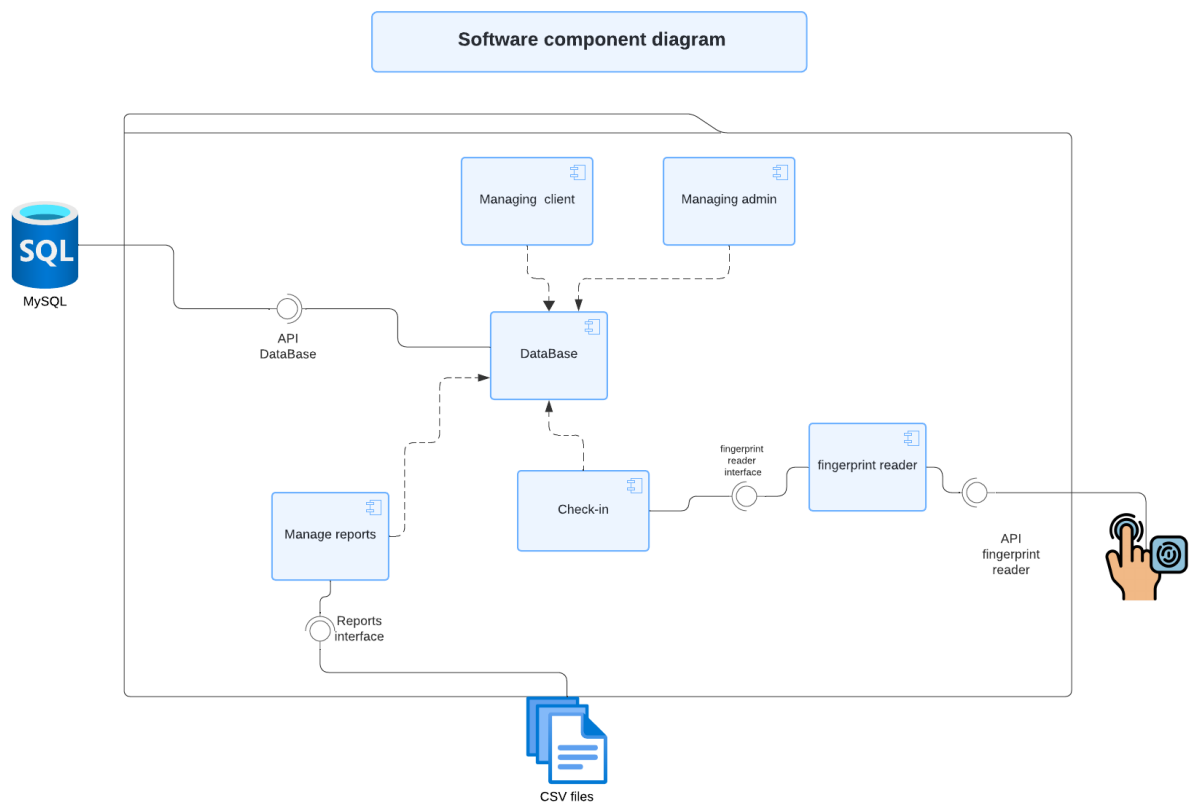 Software component diagram
Managing  client
Managing admin
SQL
MySQL
API
DataBase
DataBase
fingerprint
reader
interface
fingerprint reader
Check-in
Manage reports
API
fingerprint
reader
Reports
interface
CSV files